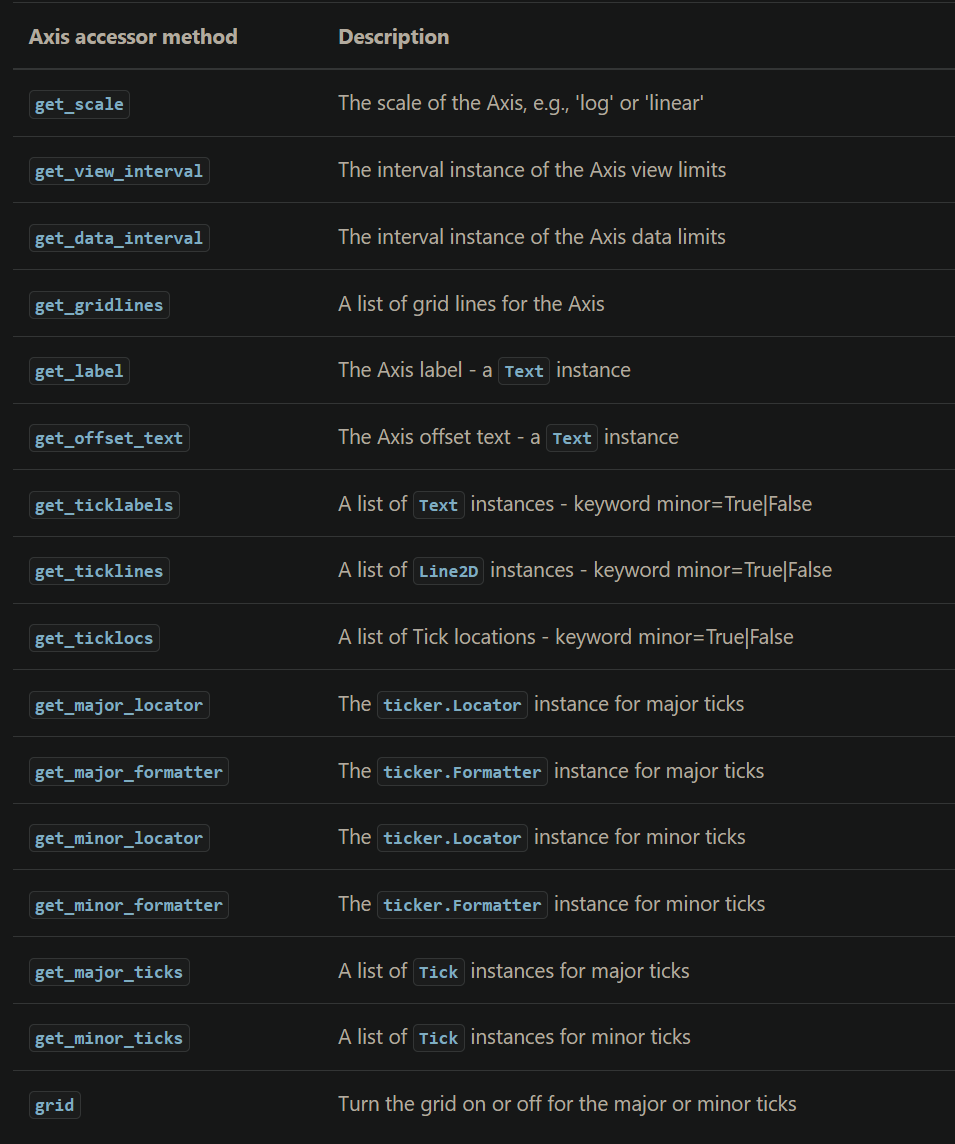 Axis accessor method Description
get_scale The scale of the Axis, e.g., 'log' or 'linear'
get_view_interval The interval instance of the Axis view limits
get_data_interval The interval instance of the Axis data limits
get_gridlines A list of grid lines for the Axis
get_label The Axis label - a Text instance
get_offset_text The Axis offset text - a Text instance
get_ticklabels A list of Text instances - keyword minor=True|False
get_ticklines A list of Line2D instances - keyword minor=True|False
get_ticklocs A list of Tick locations - keyword minor=True|False
get_major_locator The ticker.Locator instance for major ticks
get_major_formatter The ticker.Formatter instance for major ticks
get_minor_locator The ticker.Locator instance for minor ticks
get_minor_formatter The ticker.Formatter instance for minor ticks
get_major_ticks A list of Tick instances for major ticks
get_minor_ticks A list of Tick instances for minor ticks
grid Turn the grid on or off for the major or minor ticks